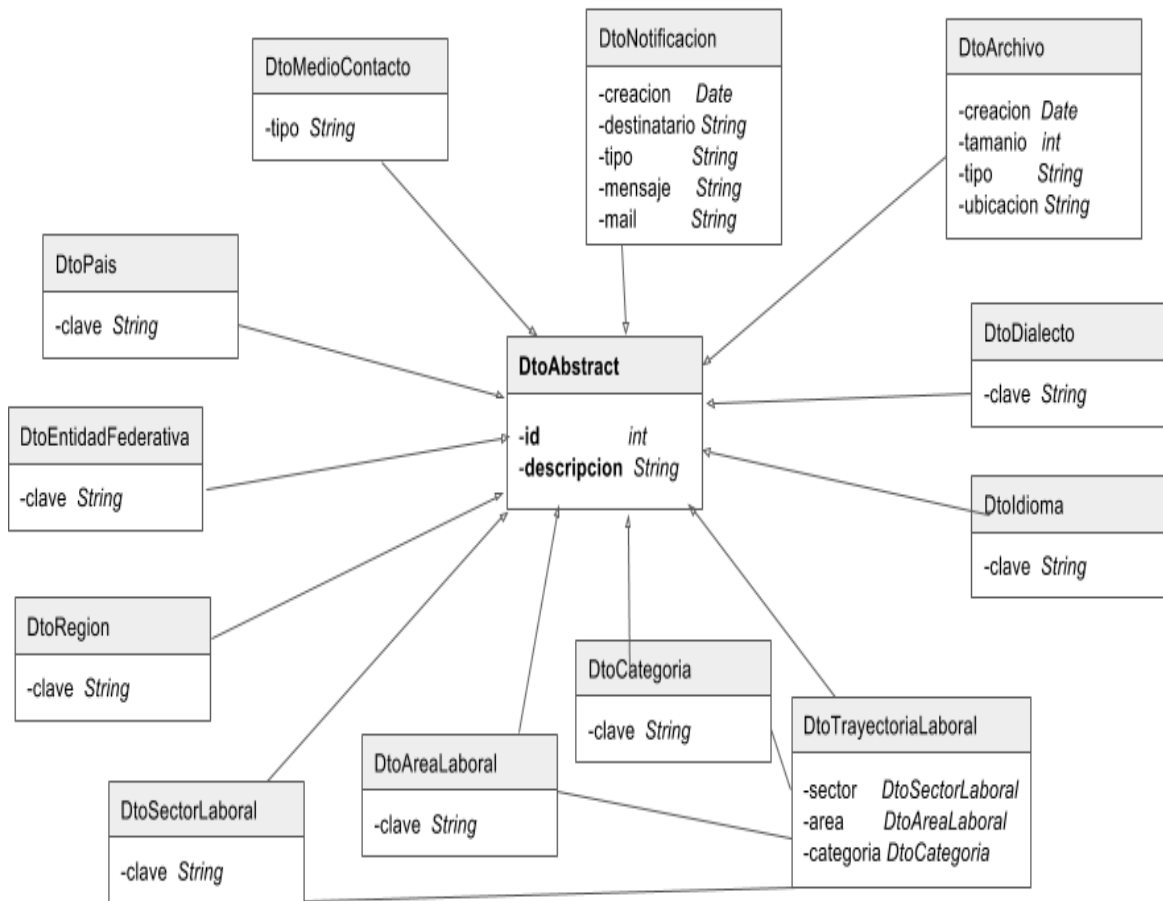 DtoNotificacion
-creacion Date
-destinatario String
-tipo String
-mensaje String
-mail String
DtoArchivo
-creacion Date
-tamanio int
-tipo String
-ubicacion String
DtoMedioContacto
-tipo String
DtoPais
-clave String
DtoAbstract
-id int
-descripcion String
DtoDialecto
-clave String
DtoEntidadFederativa
-clave String
DtoIdioma
-clave String
DtoRegion
-clave String
DtoCategoria
-clave String
DtoTrayectoriaLaboral
-sector DtoSectorLaboral
-area DtoAreaLaboral
-categoria DtoCategoria
DtoAreaLaboral
-clave String
DtoSectorLaboral
-clave String